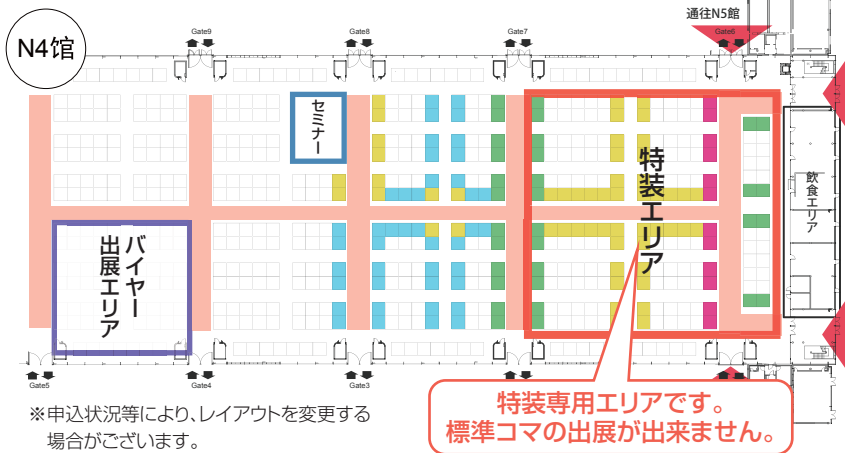 N4馆
通往N5館
Gate9
Gate8
Gate7
Gate6
セミナー
特装エリア
飲食エリア
バイヤー
出展エリア
Gate5
Gate4
Gate3
※申込状況等により、レイアウトを変更する
場合がございます。
特装専用エリアです。
標準コマの出展が出来ません。